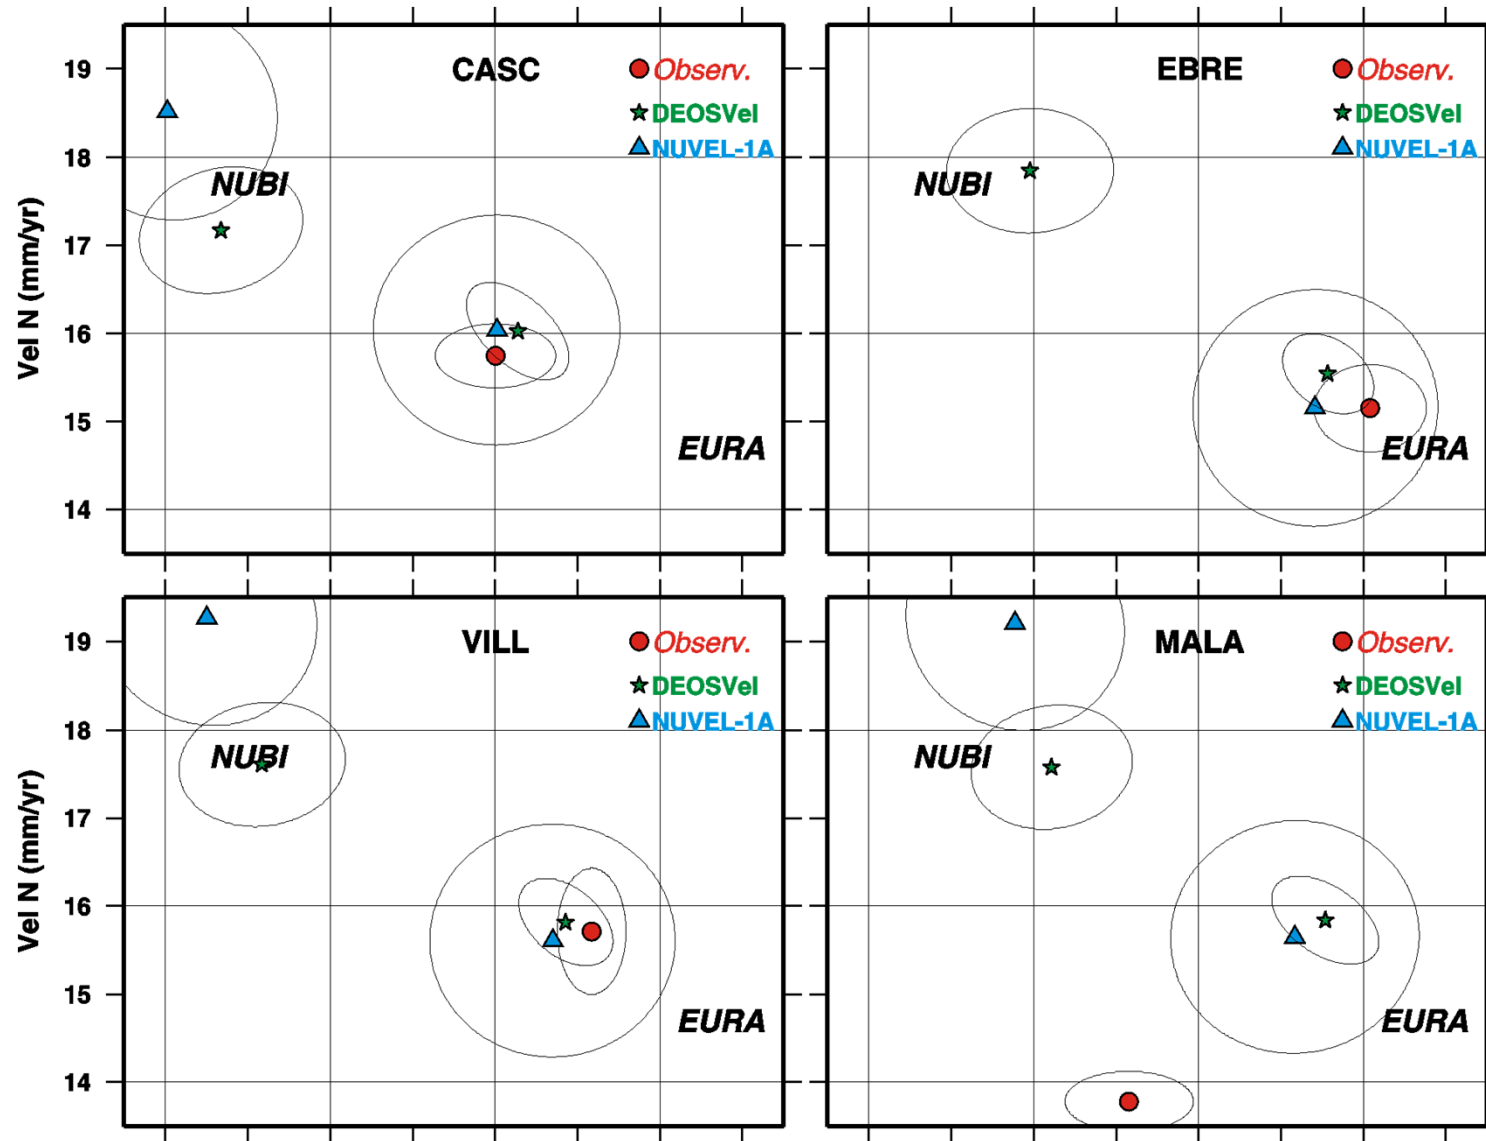 CASC
Observ.
DEOSVel
NUVEL-1A
NUBI
EURA
19
18
17
16
15
14
Vel N (mm/yr)
EBRE
Observ.
DEOSVel
NUVEL-1A
NUBI
EURA
VILL
Observ.
DEOSVel
NUVEL-1A
NUBI
EURA
19
18
17
16
15
14
Vel N (mm/yr)
MALA
Observ.
DEOSVel
NUVEL-1A
NUBI
EURA